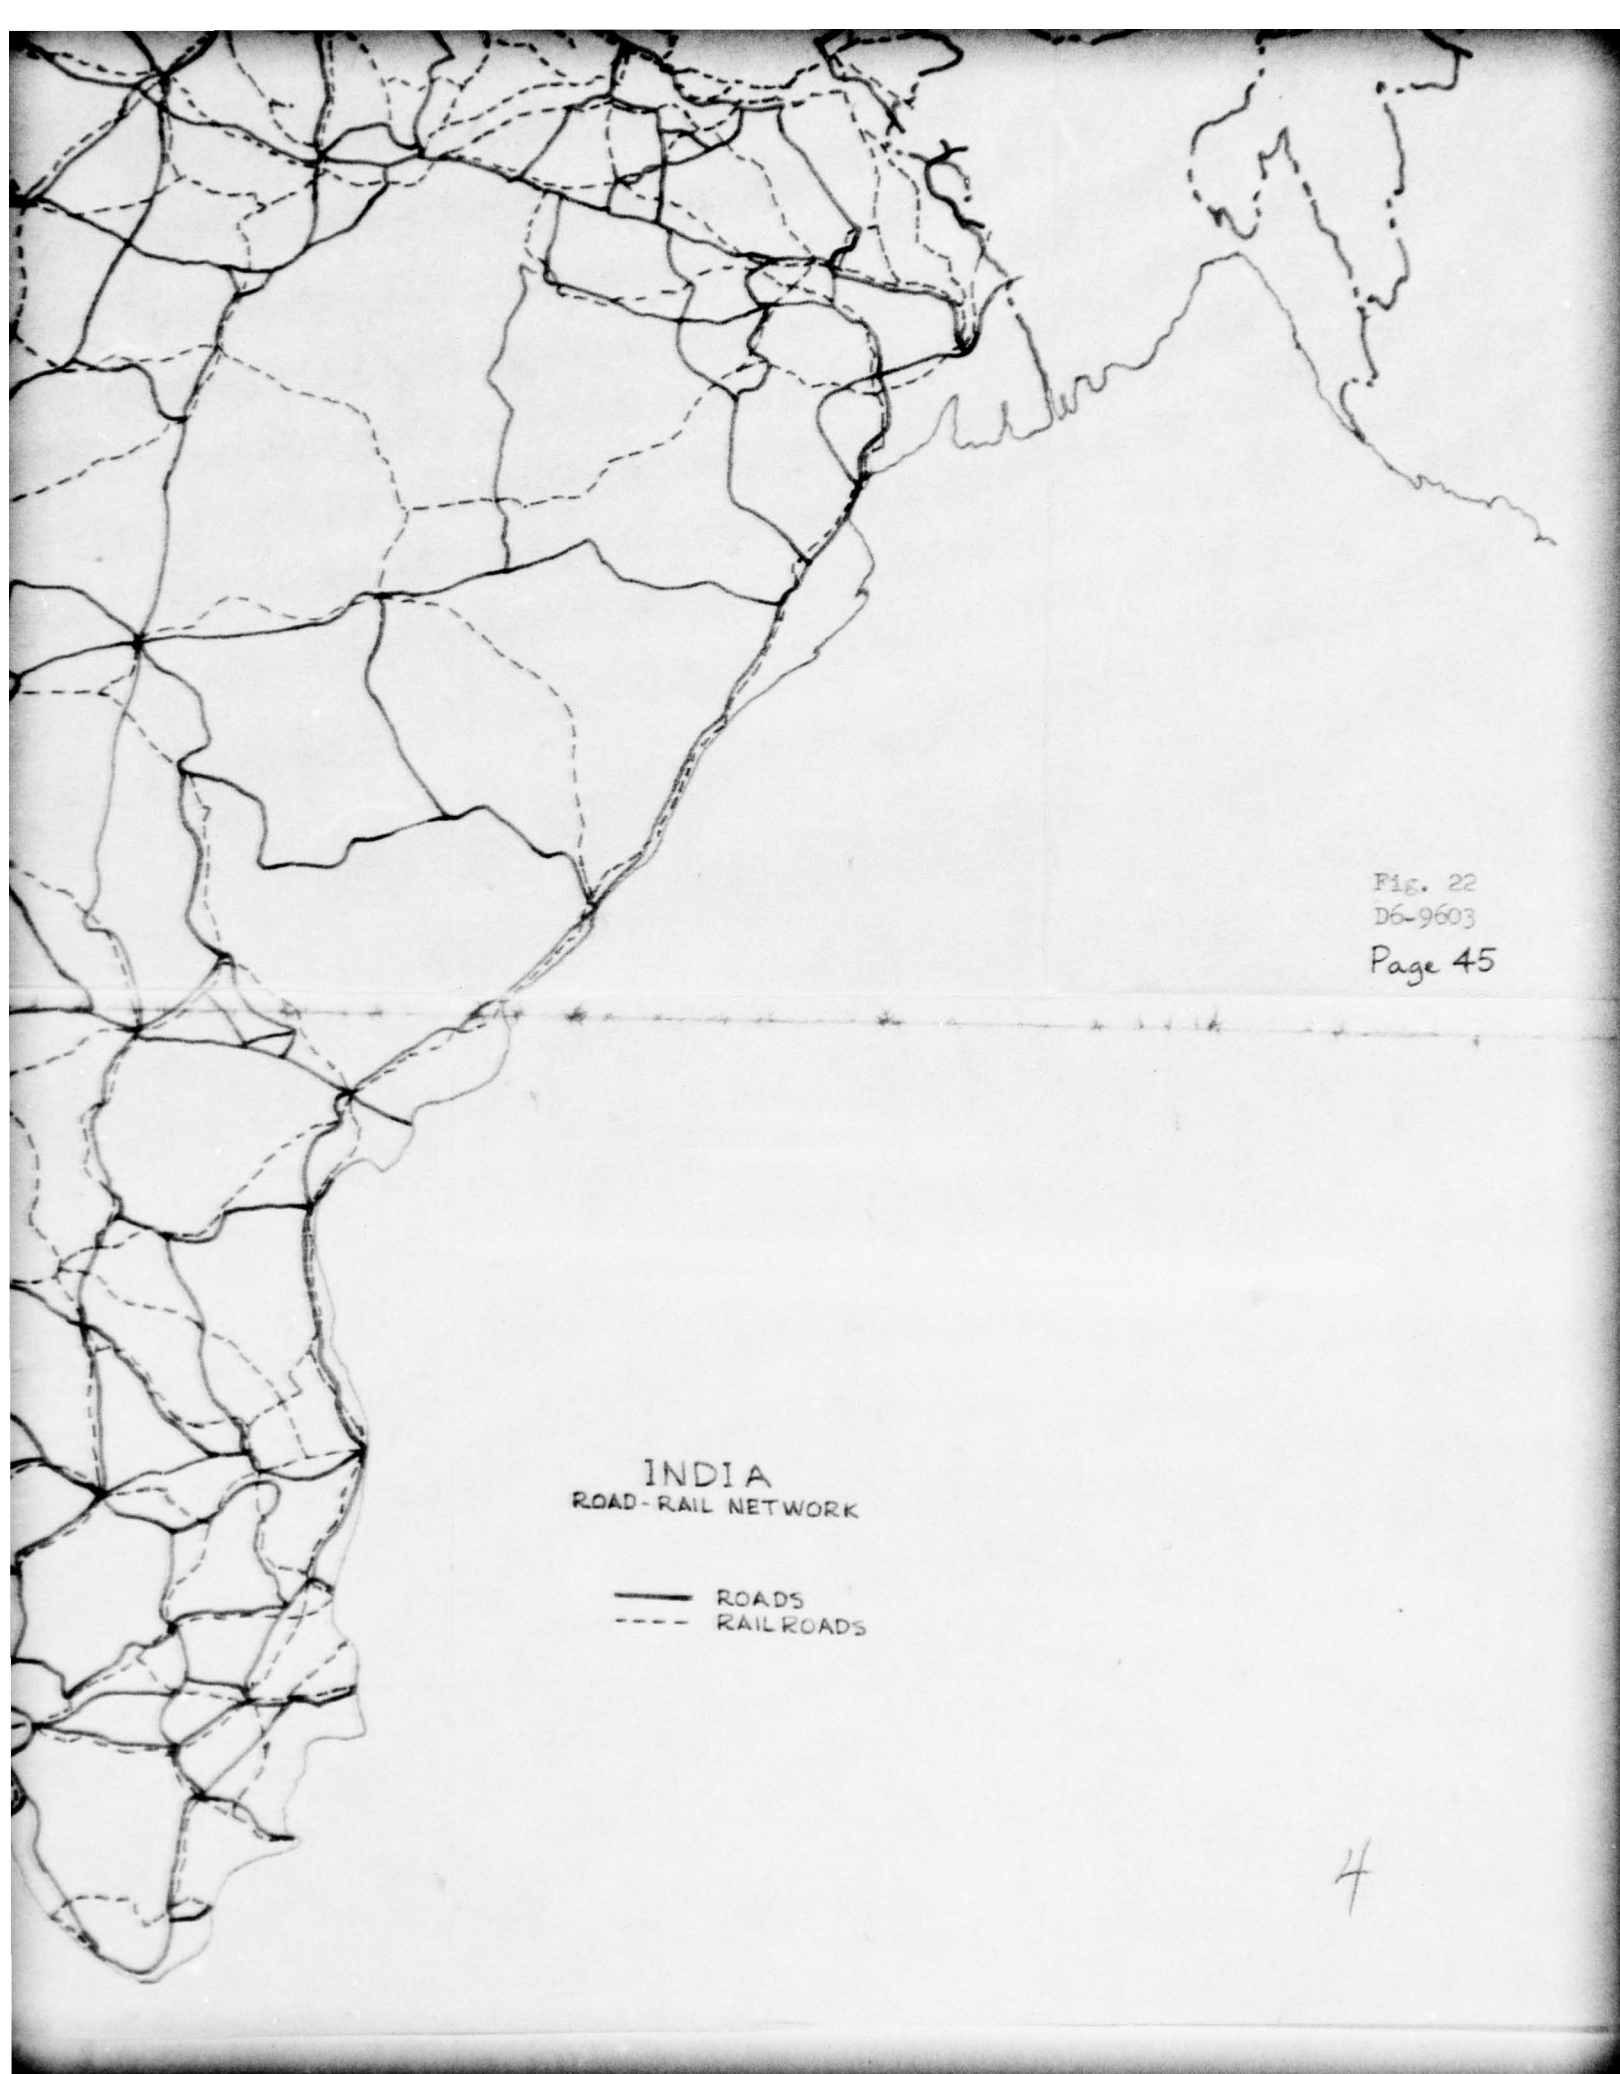 Fig. 22
D6-9603
Page 45
INDIA
ROAD-RAIL NETWORK
ROADS
RAILROADS
4